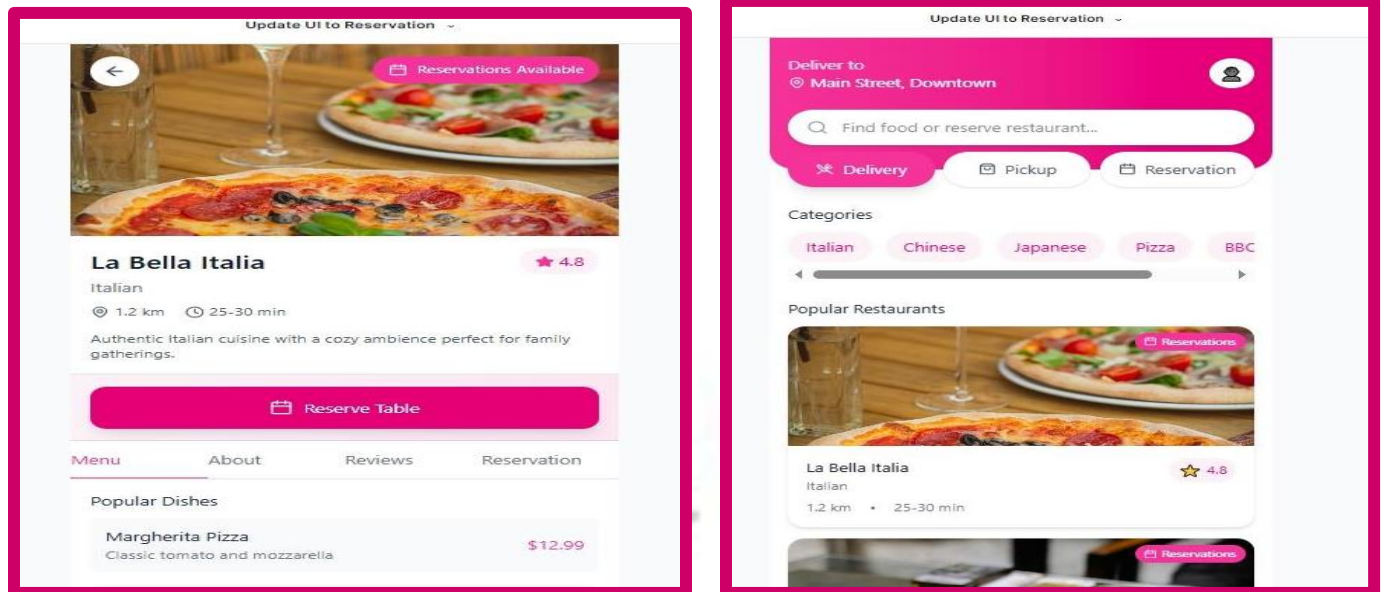 Update UI to Reservation
Reservations Available
La Bella Italia
4.8
Italian
1.2 km 25-30 min
Authentic Italian cuisine with a cozy ambience perfect for family
gatherings.
Reserve Table
Menu About Reviews Reservation
Popular Dishes
Margherita Pizza
Classic tomato and mozzarella
$12.99
Update UI to Reservation
Deliver to
Main Street, Downtown
Find food or reserve restaurant...
Delivery Pickup Reservation
Categories
Italian Chinese Japanese Pizza BBC
Popular Restaurants
Reservations
La Bella Italia
4.8
Italian
1.2 km • 25-30 min
Reservations